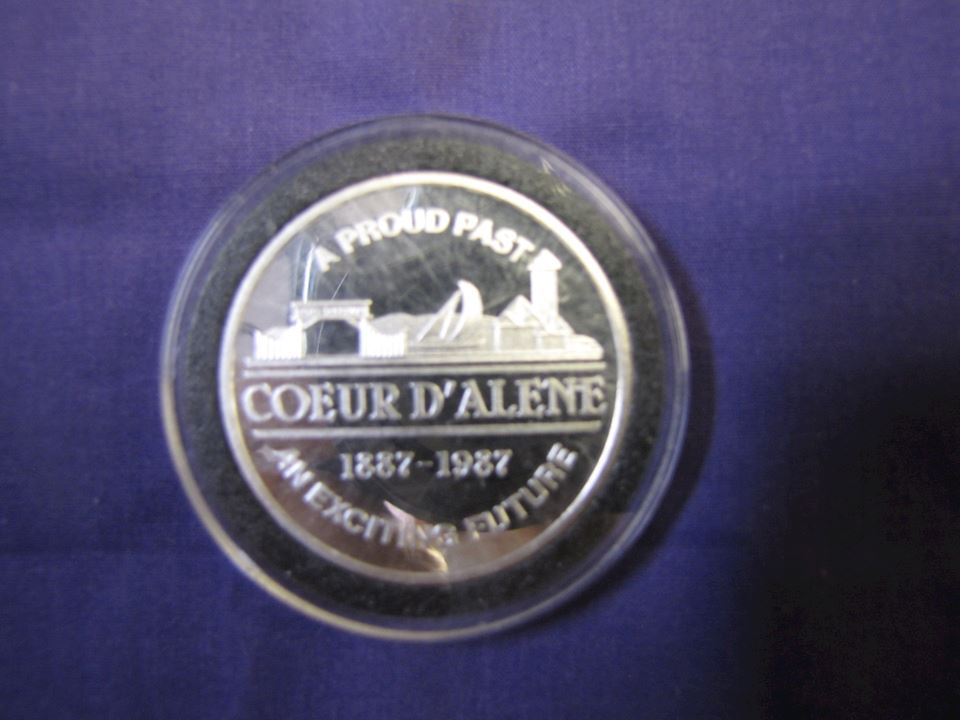 A PROUD PAST
COEUR D'ALENE
1887-1987
AN EXCITING FUTURE